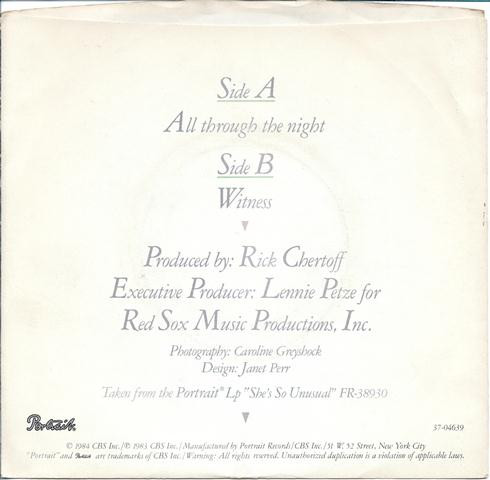 Side A
All through the night
Side B
Witness
Produced by: Rick Chertoff
Executive Producer: Lennie Petze for
Red Sox Music Productions, Inc.
Photography: Caroline Greyshock
Design: Janet Perr
Taken from the Portrait® Lp "She's So Unusual" FR-38930
Portrait.
37-04639
© 1984 CBS Inc./℗ 1983 CBS Inc./Manufactured by Portrait Records/CBS Inc./51 W. 52 Street, New York City
"Portrait" and Portrait. are trademarks of CBS Inc./Warning: All rights reserved. Unauthorized duplication is a violation of applicable laws.